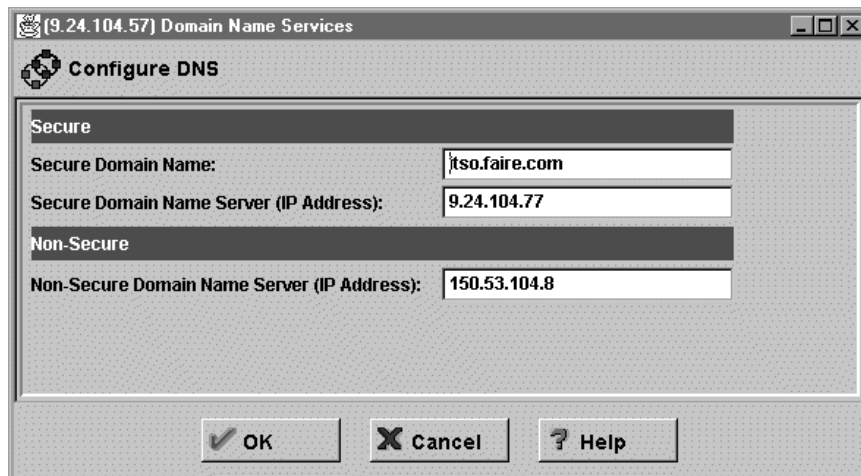 (9.24.104.57) Domain Name Services
Configure DNS
Secure
Secure Domain Name: itso.faire.com
Secure Domain Name Server (IP Address): 9.24.104.77
Non-Secure
Non-Secure Domain Name Server (IP Address): 150.53.104.8
OK Cancel ? Help